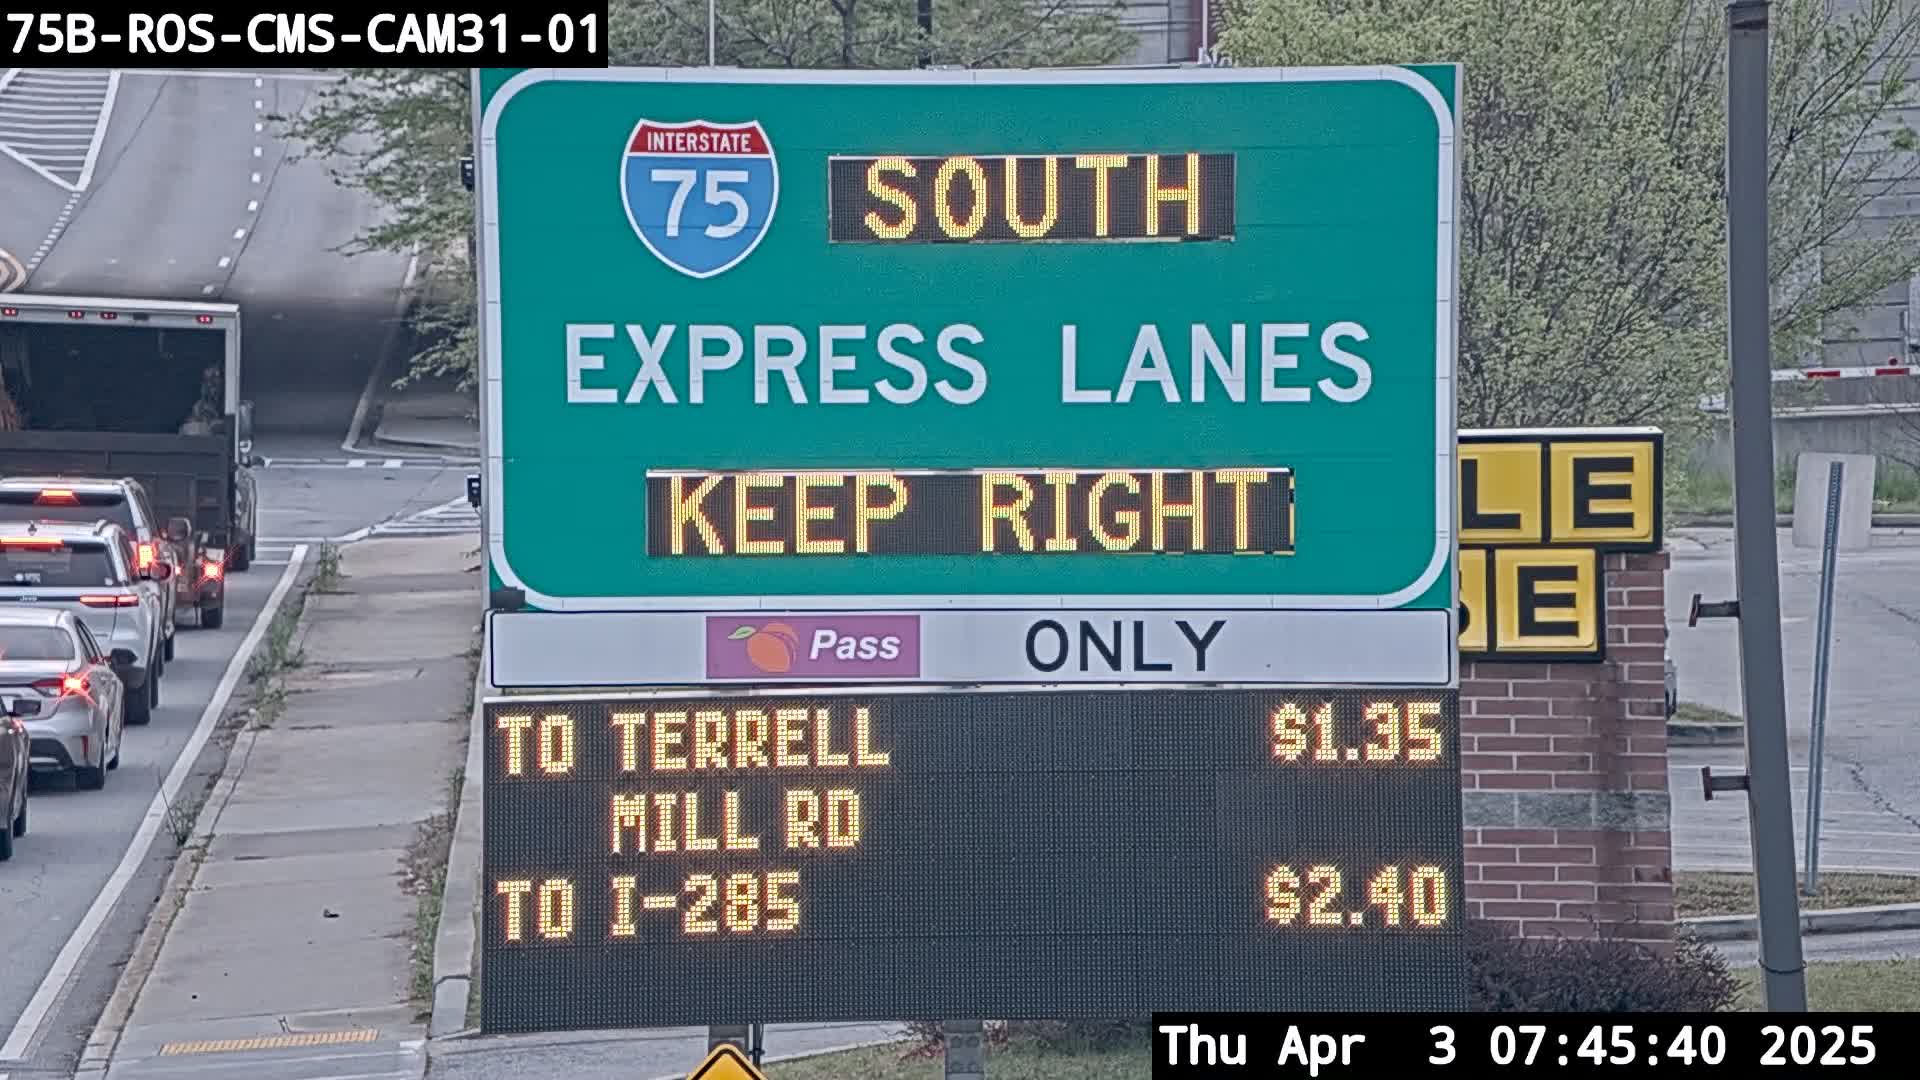 75B-ROS-CMS-CAM31-01
INTERSTATE
75
SOUTH
EXPRESS LANES
KEEP RIGHT
LE
E
Pass
ONLY
TO TERRELL $1.35
MILL RD
TO I-285 $2.40
Thu Apr 3 07:45:40 2025